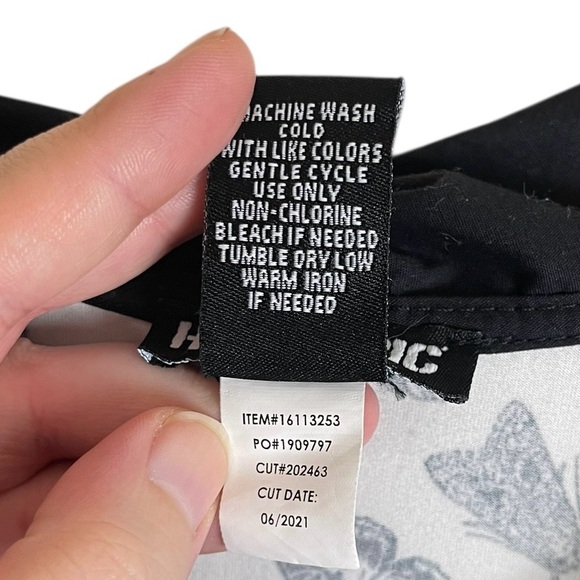 MACHINE WASH
COLD
WITH LIKE COLORS
GENTLE CYCLE
USE ONLY
NON-CHLORINE
BLEACH IF NEEDED
TUMBLE DRY LOW
WARM IRON
IF NEEDED
ITEM#16113253
PO#1909797
CUT#202463
CUT DATE:
06/2021